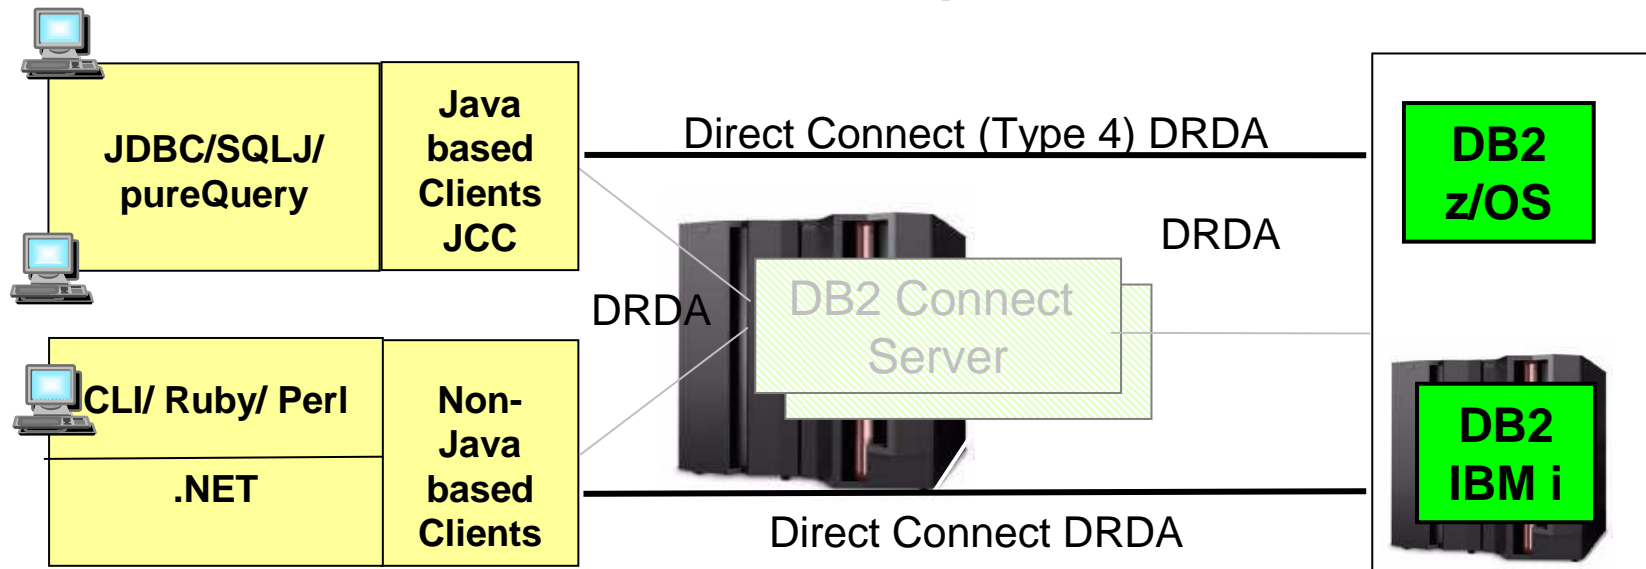 JDBC/SQLJ/
pureQuery
Java
based
Clients
JCC
Direct Connect (Type 4) DRDA
DB2
z/OS
DRDA
DRDA
DB2 Connect
Server
CLI/ Ruby/ Perl
.NET
Non-
Java
based
Clients
DB2
IBM i
Direct Connect DRDA